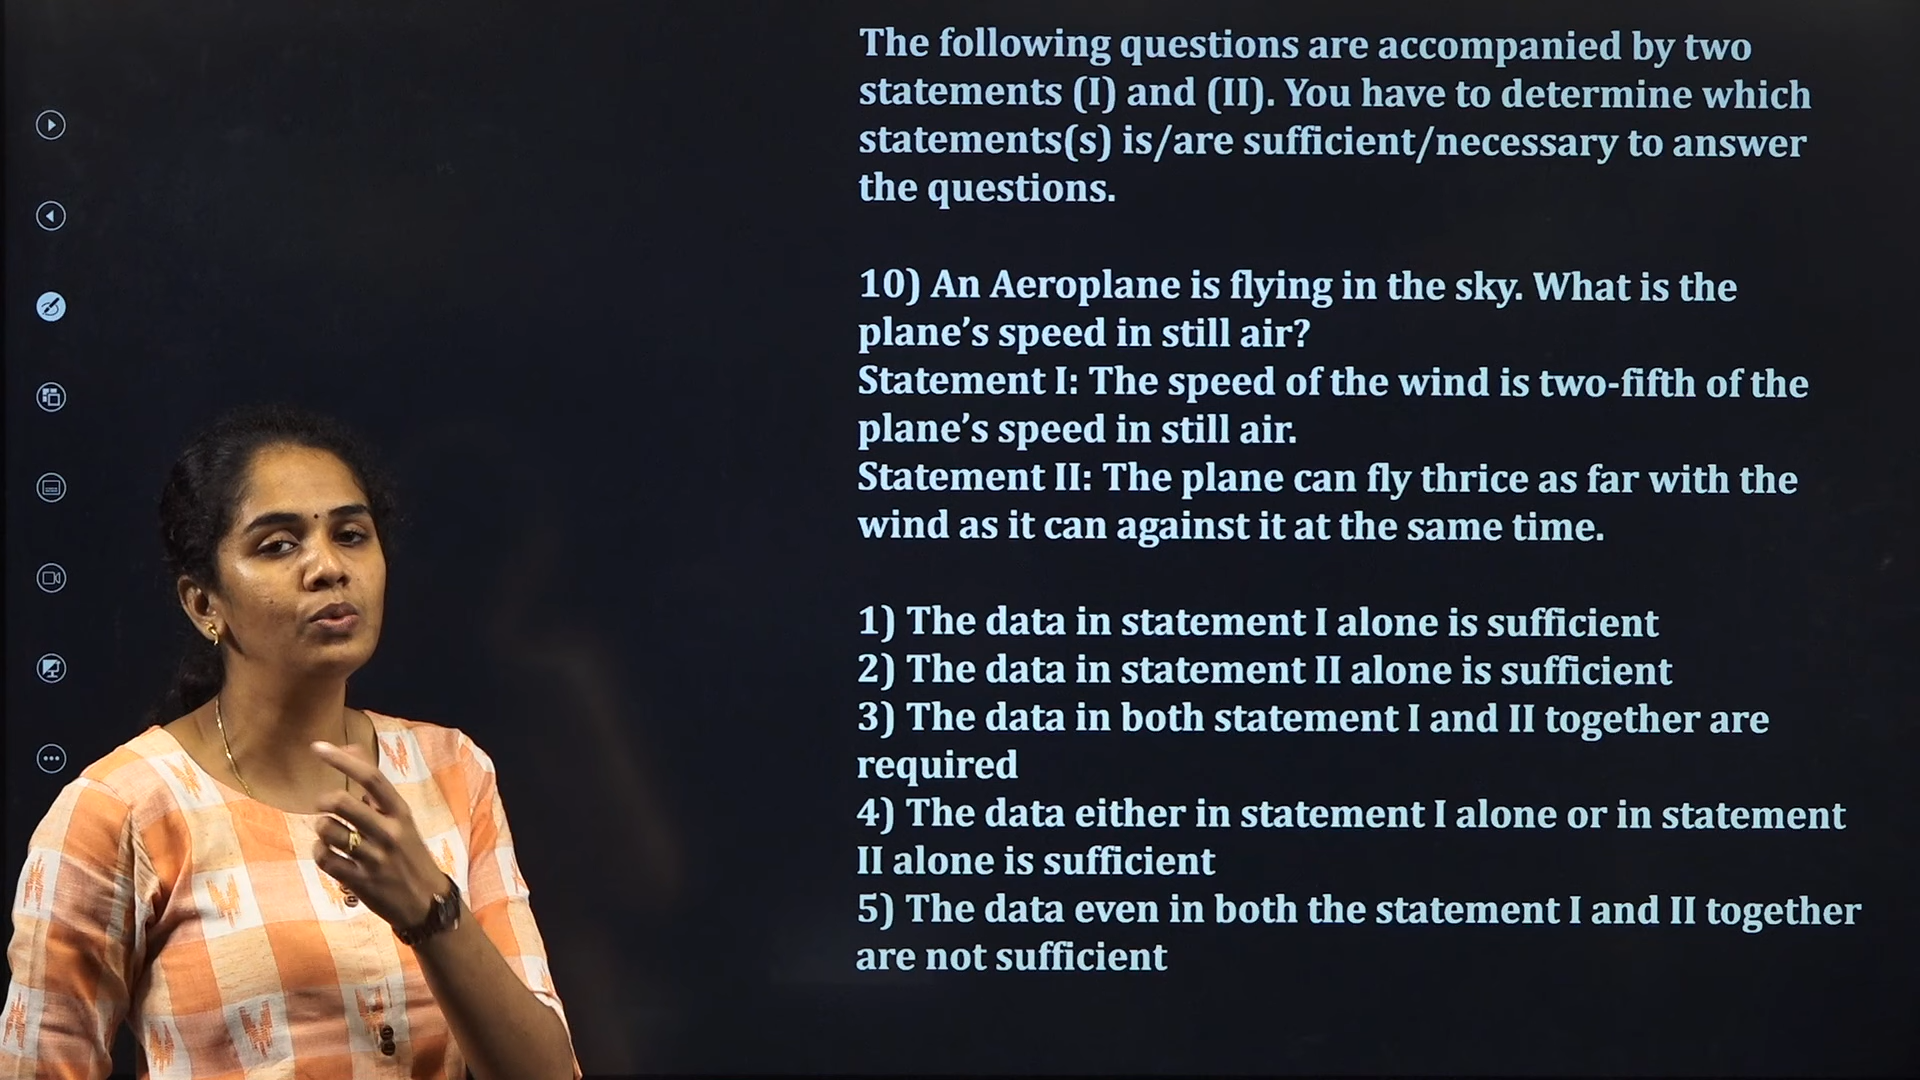 The following questions are accompanied by two
statements (I) and (II). You have to determine which
statements(s) is/are sufficient/necessary to answer
the questions.
10) An Aeroplane is flying in the sky. What is the
plane’s speed in still air?
Statement I: The speed of the wind is two-fifth of the
plane’s speed in still air.
Statement II: The plane can fly thrice as far with the
wind as it can against it at the same time.
1) The data in statement I alone is sufficient
2) The data in statement II alone is sufficient
3) The data in both statement I and II together are
required
4) The data either in statement I alone or in statement
II alone is sufficient
5) The data even in both the statement I and II together
are not sufficient